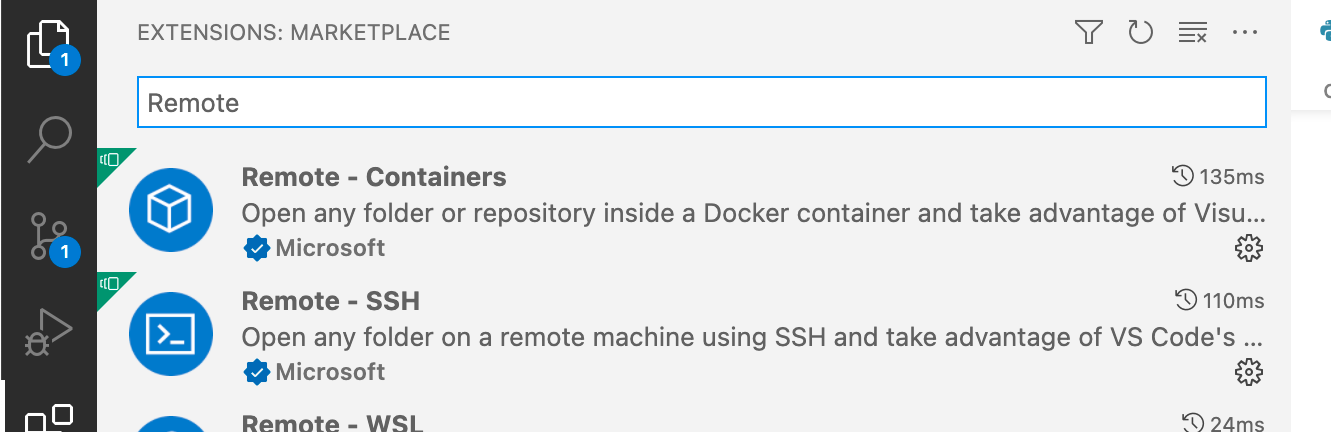 EXTENSIONS: MARKETPLACE
1
Remote
Remote - Containers
135ms
Open any folder or repository inside a Docker container and take advantage of Visu...
Microsoft
1
Remote - SSH
110ms
Open any folder on a remote machine using SSH and take advantage of VS Code's ...
Microsoft
Remote - WSL
24ms